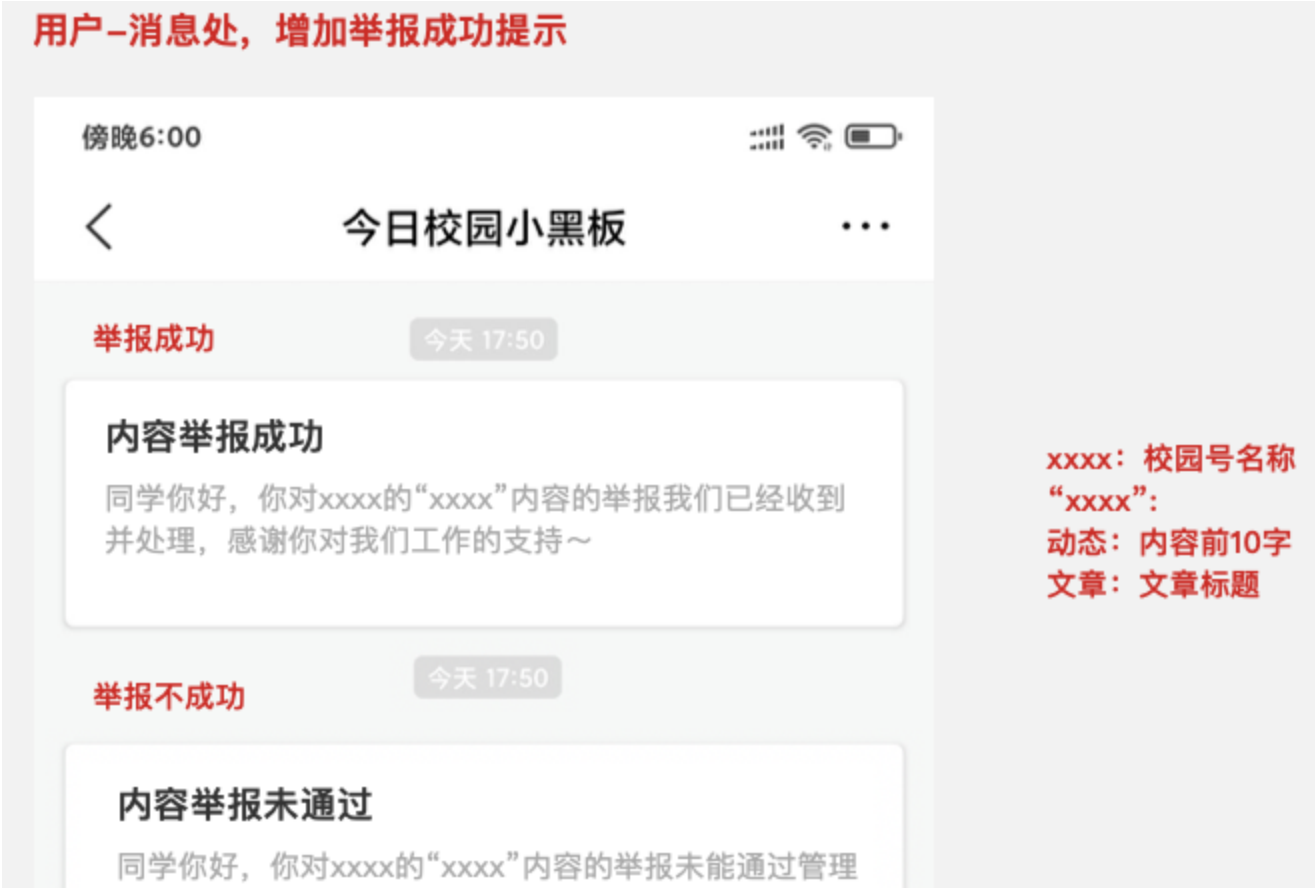 用户-消息处，增加举报成功提示
傍晚6:00
今日校园小黑板
举报成功
今天 17:50
内容举报成功
同学你好，你对xxxx的“xxxx”内容的举报我们已经收到
并处理，感谢你对我们工作的支持～
xxxx：校园号名称
“xxxx”:
动态：内容前10字
文章：文章标题
今天 17:50
举报不成功
内容举报未通过
同学你好，你对xxxx的“xxxx”内容的举报未能通过管理